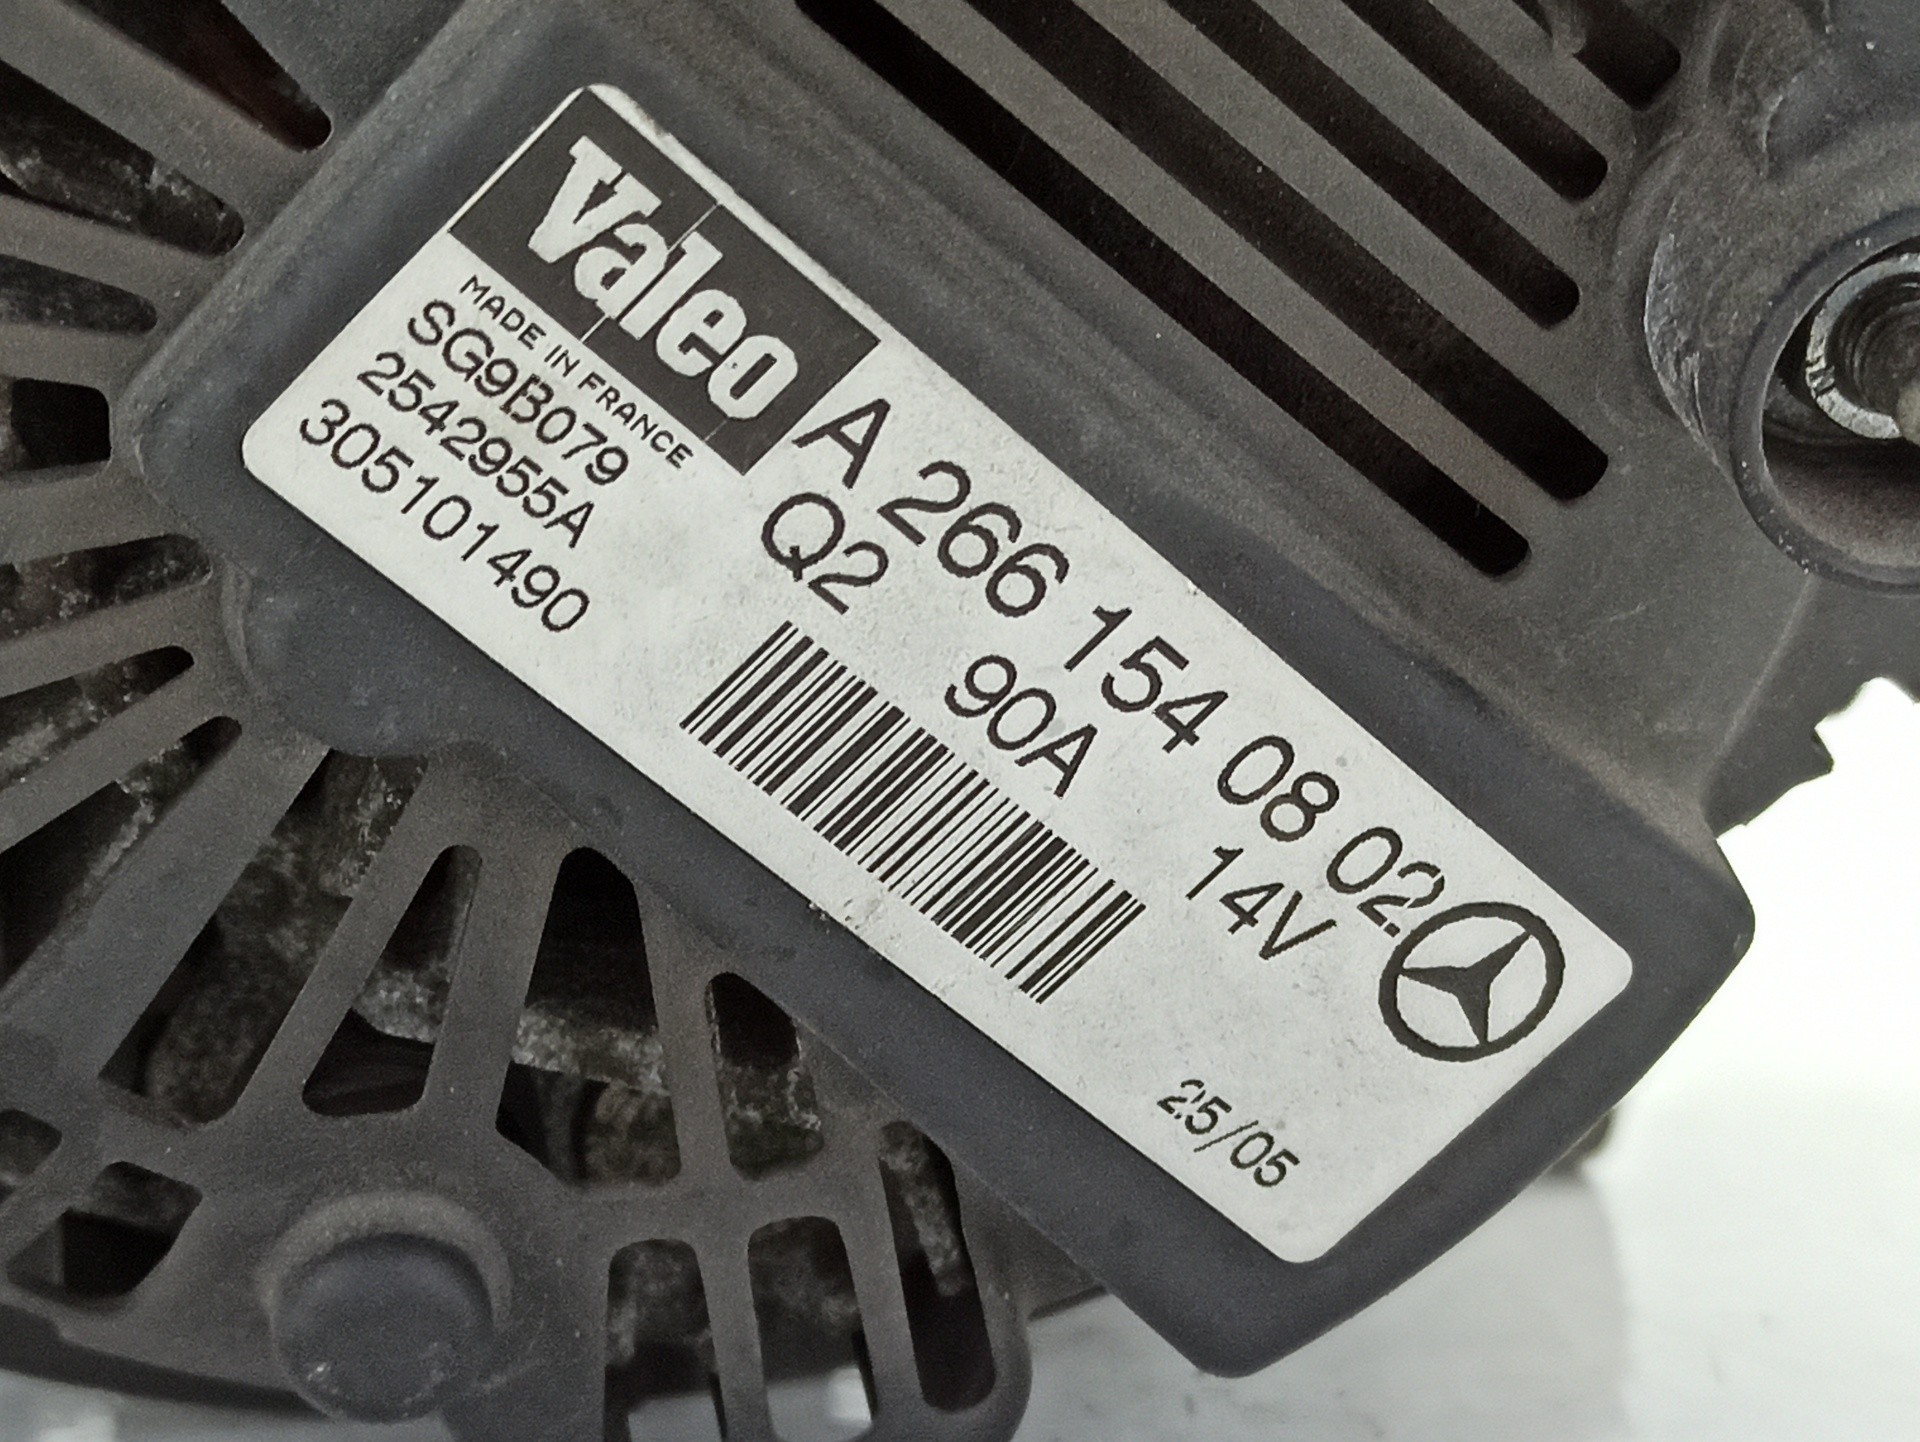 Valeo
MADE IN FRANCE
SG9B079
2542955A
305101490
A 266 154 08 02
Q2 90A 14V
25/05